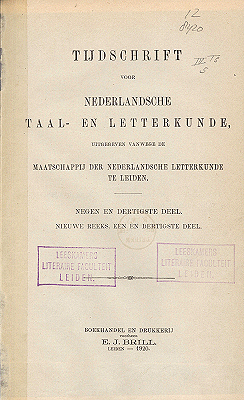 12
8420
TIJDSCHRIFT
VOOR
NEDERLANDSCHE
TAAL- EN LETTERKUNDE,
UITGEGEVEN VANWEGE DE
MAATSCHAPPIJ DER NEDERLANDSCHE LETTERKUNDE
TE LEIDEN.
NEGEN EN DERTIGSTE DEEL.
NIEUWE REEKS, EEN EN DERTIGSTE DEEL.
LEESKAMERS
LITERAIRE FACULTEIT
LEIDEN.
LEESKAMERS
LITERAIRE FACULTEIT
LEIDEN.
BOEKHANDEL EN DRUKKERIJ
VOORHEEN
E. J. BRILL.
LEIDEN — 1920.